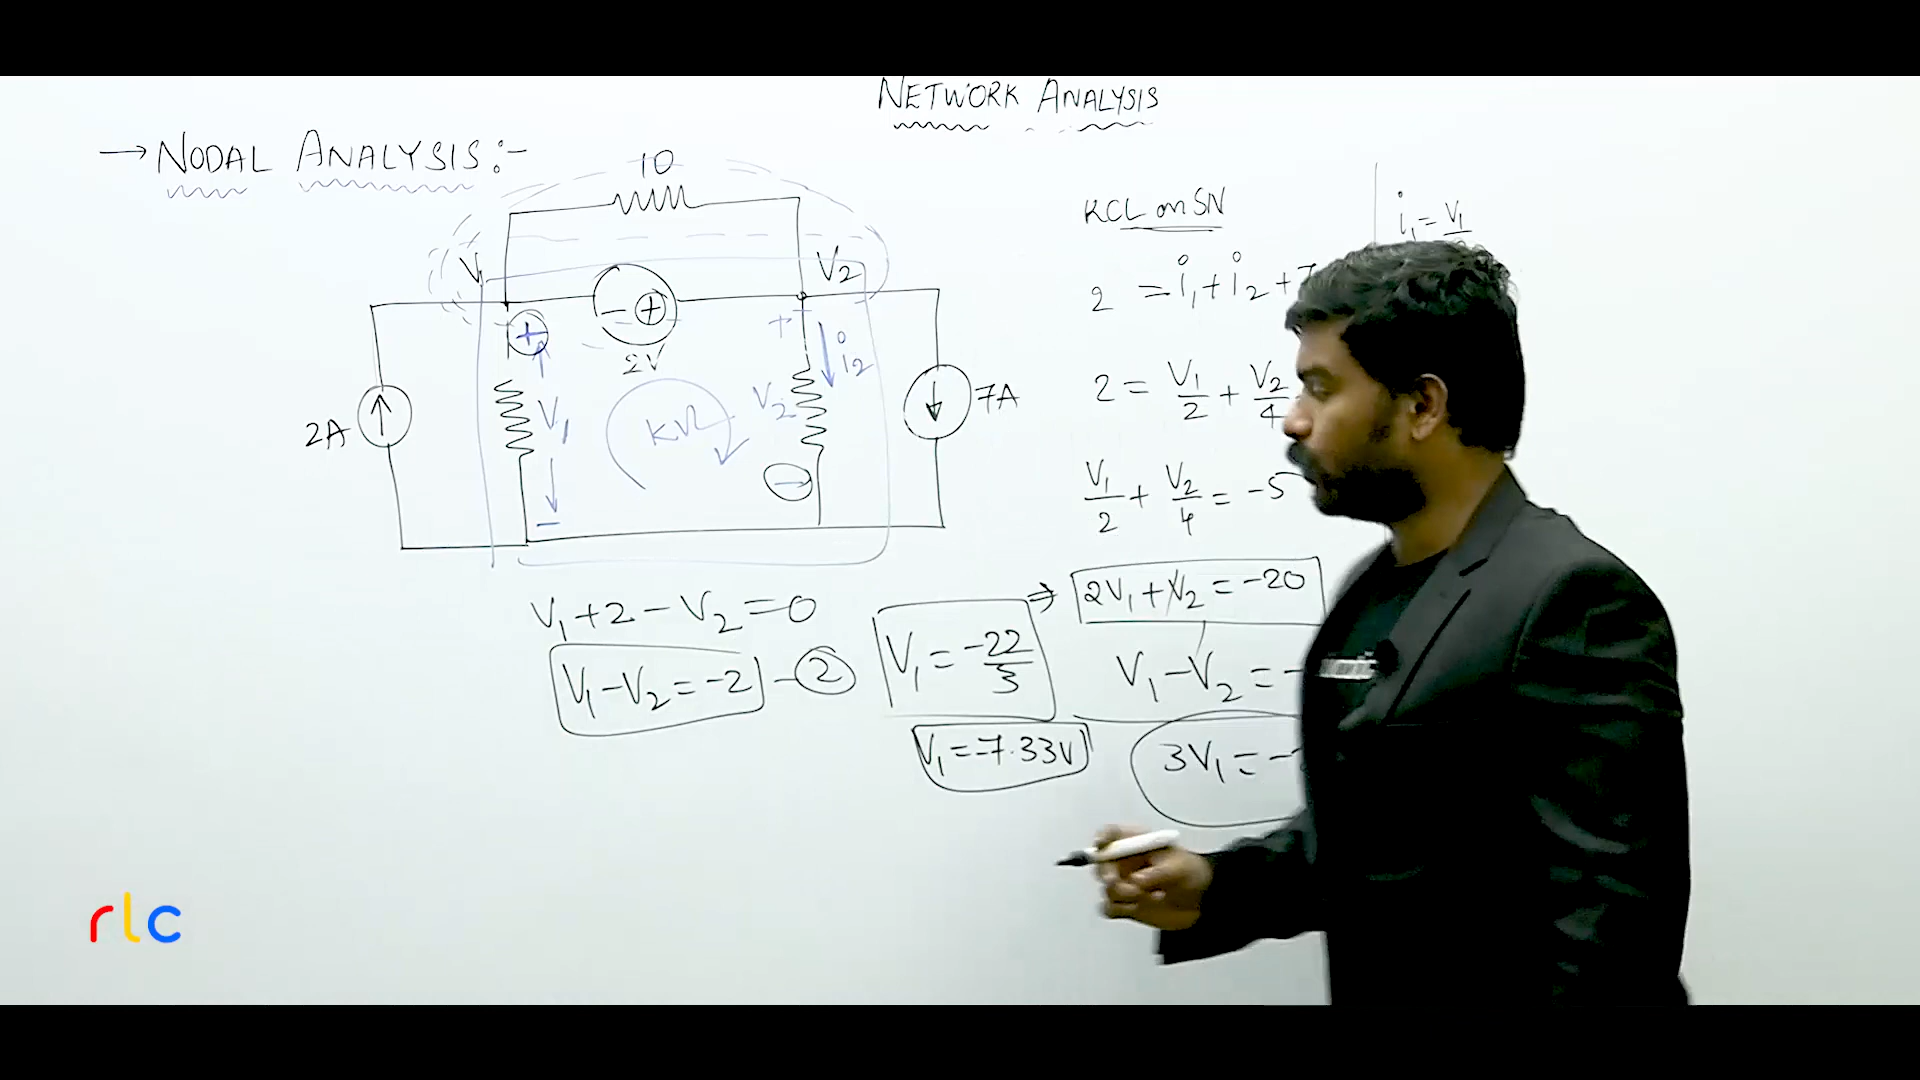 NETWORK ANALYSIS
→ NODAL ANALYSIS:-
10
V1
V2
+
- +
2V
+
i2
2A
V1
KVL
V2
7A
-
-
V1+2-V2=0
V1-V2=-2 -2
KCL on SN
2 = i1+i2+7
2 = V1/2 + V2/4
V1/2 + V2/4 = -5
⇒ 2V1+V2=-20
V1-V2=-
3V1=-
V1=-22/3
V1=-7.33V
i1=V1
rlc